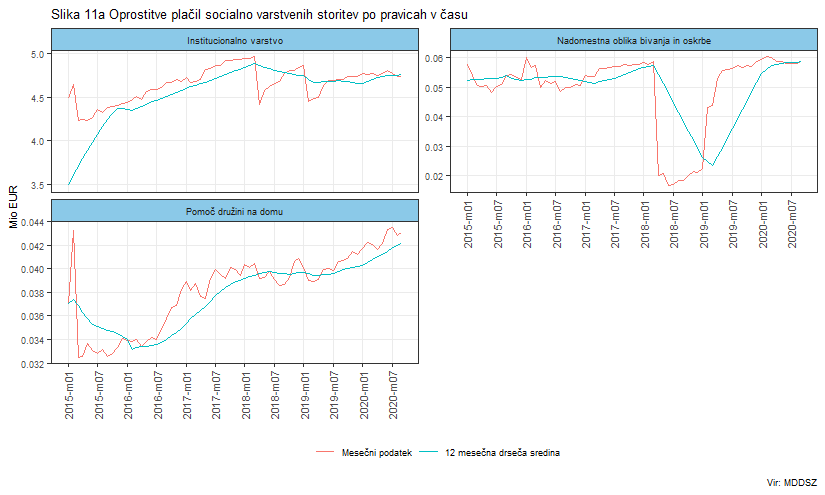 Slika 11a Oprostitve plačil socialno varstvenih storitev po pravicah v času
Mio EUR
Institucionalno varstvo
5.0
4.5
4.0
3.5
Nadomestna oblika bivanja in oskrbe
0.06
0.05
0.04
0.03
0.02
2015-m01
2015-m07
2016-m01
2016-m07
2017-m01
2017-m07
2018-m01
2018-m07
2019-m01
2019-m07
2020-m01
2020-m07
Pomoč družini na domu
0.044
0.042
0.040
0.038
0.036
0.034
0.032
2015-m01
2015-m07
2016-m01
2016-m07
2017-m01
2017-m07
2018-m01
2018-m07
2019-m01
2019-m07
2020-m01
2020-m07
Mesečni podatek
12 mesečna drseča sredina
Vir: MDDSZ